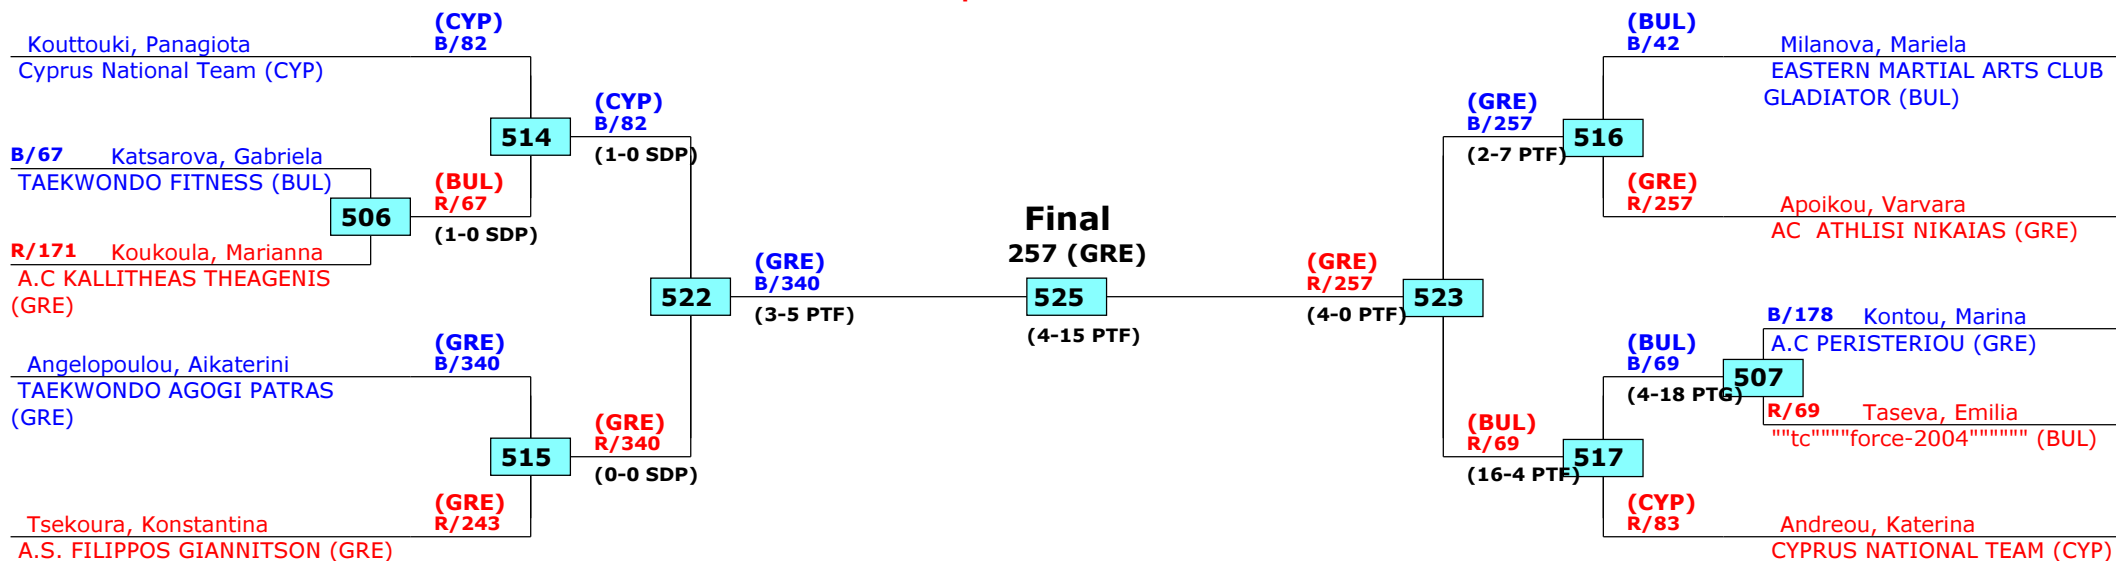 (CYP)
B/82
Kouttouki, Panagiota
Cyprus National Team (CYP)
514
(CYP)
B/82
(1-0 SDP)
B/67 Katsarova, Gabriela
TAEKWONDO FITNESS (BUL)
506
(BUL)
R/67
(1-0 SDP)
R/171 Koukoula, Marianna
A.C KALLITHEAS THEAGENIS
(GRE)
522
(GRE)
B/340
(3-5 PTF)
Angelopoulou, Aikaterini
(GRE)
B/340
TAEKWONDO AGOGI PATRAS
(GRE)
515
(GRE)
R/340
(0-0 SDP)
(GRE)
R/243
Tsekoura, Konstantina
A.S. FILIPPOS GIANNITSON (GRE)
Final
257 (GRE)
525
(4-15 PTF)
(GRE)
R/257
(4-0 PTF)
523
(GRE)
B/257
(2-7 PTF)
516
(BUL)
B/42
Milanova, Mariela
EASTERN MARTIAL ARTS CLUB
GLADIATOR (BUL)
(GRE)
R/257
Apoikou, Varvara
AC ATHLISI NIKAIAS (GRE)
B/178 Kontou, Marina
A.C PERISTERIOU (GRE)
(BUL)
B/69
(4-18 PTG)
507
R/69 Taseva, Emilia
""tc""""force-2004"""""" (BUL)
(BUL)
R/69
(16-4 PTF)
517
(CYP)
R/83
Andreou, Katerina
CYPRUS NATIONAL TEAM (CYP)